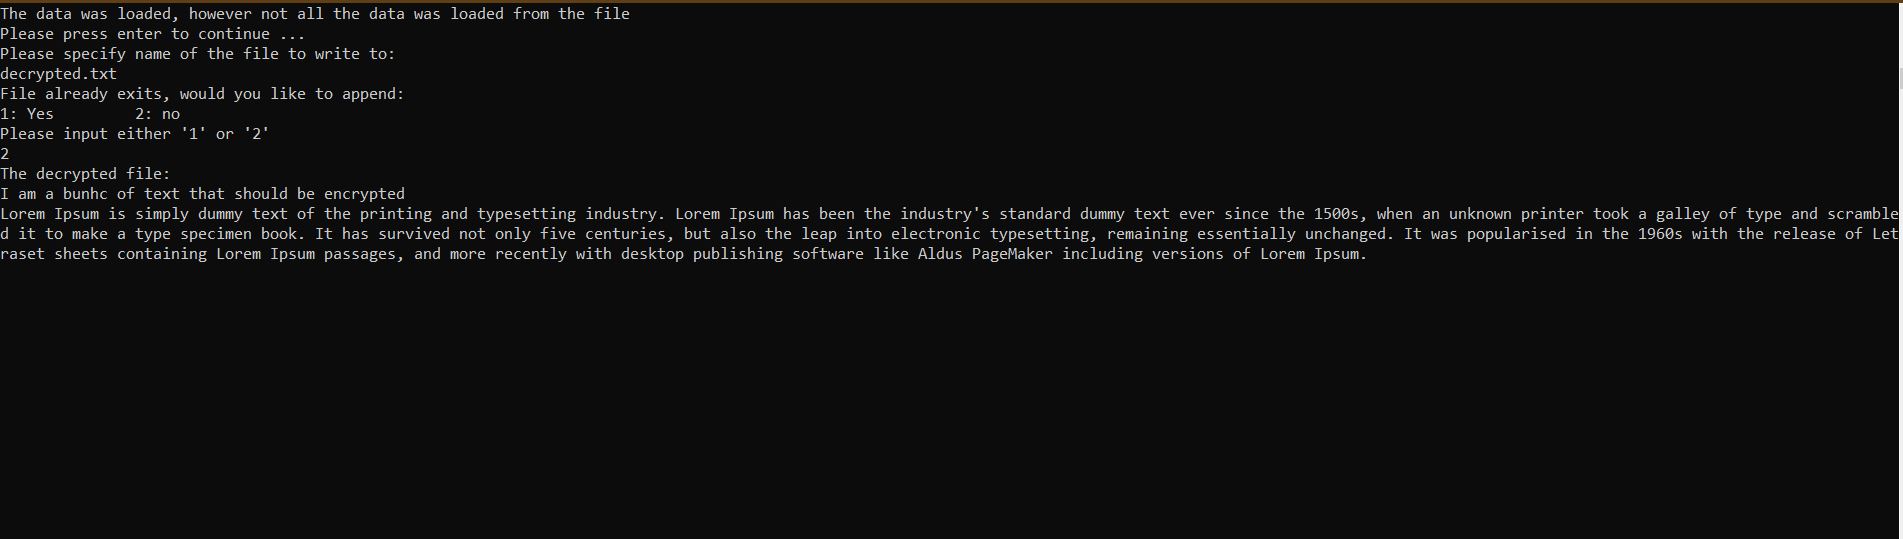 The data was loaded, however not all the data was loaded from the file
Please press enter to continue ...
Please specify name of the file to write to:
decrypted.txt
File already exits, would you like to append:
1: Yes         2: no
Please input either '1' or '2'
2
The decrypted file:
I am a bunhc of text that should be encrypted
Lorem Ipsum is simply dummy text of the printing and typesetting industry. Lorem Ipsum has been the industry's standard dummy text ever since the 1500s, when an unknown printer took a galley of type and scramble
d it to make a type specimen book. It has survived not only five centuries, but also the leap into electronic typesetting, remaining essentially unchanged. It was popularised in the 1960s with the release of Let
raset sheets containing Lorem Ipsum passages, and more recently with desktop publishing software like Aldus PageMaker including versions of Lorem Ipsum.